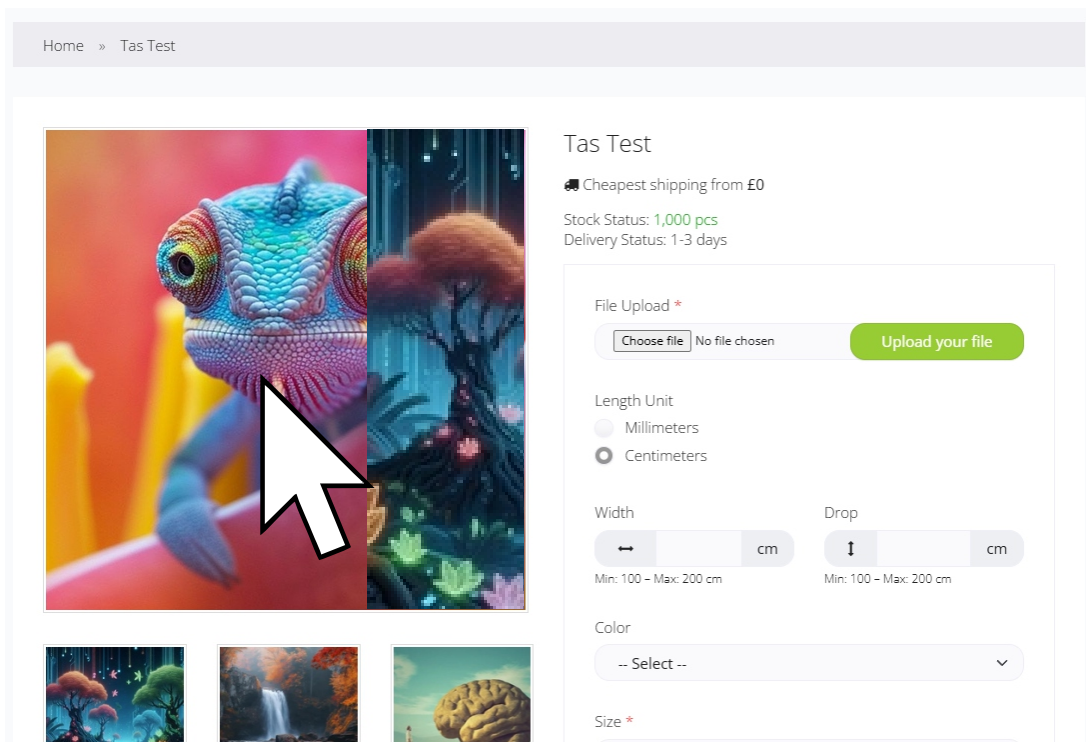 Home » Tas Test
Tas Test
Cheapest shipping from £0
Stock Status: 1,000 pcs
Delivery Status: 1-3 days
File Upload *
Choose file No file chosen
Upload your file
Length Unit
Millimeters
Centimeters
Width
Drop
cm
cm
Min: 100 – Max: 200 cm
Min: 100 – Max: 200 cm
Color
-- Select --
Size *